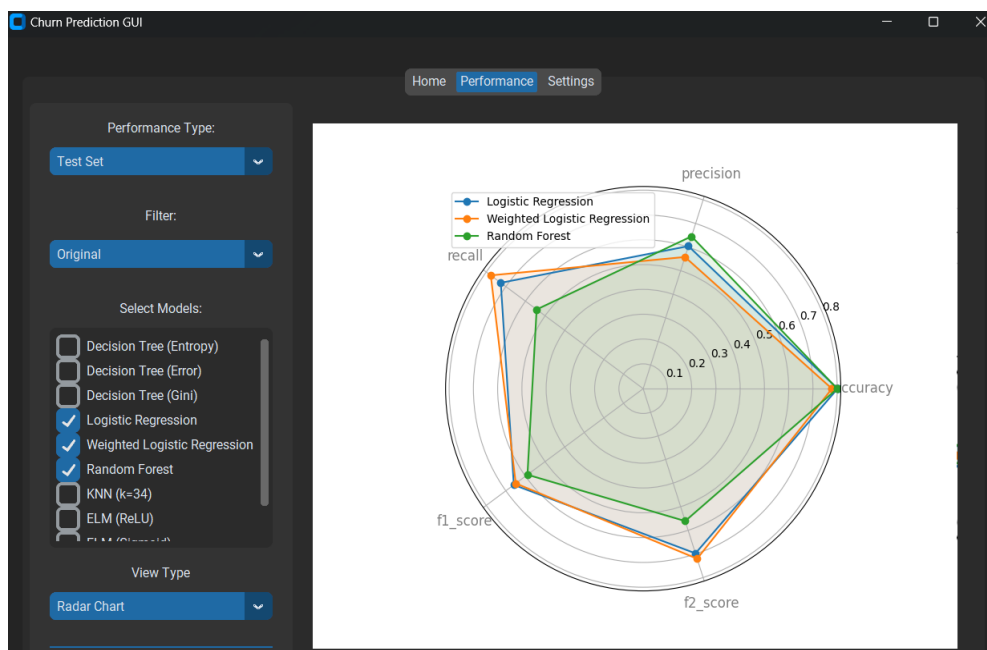 Churn Prediction GUI
Home Performance Settings
Performance Type:
Test Set
Filter:
Original
Select Models:
Decision Tree (Entropy)
Decision Tree (Error)
Decision Tree (Gini)
Logistic Regression
Weighted Logistic Regression
Random Forest
KNN (k=34)
ELM (ReLU)
ELM (Sigmoid)
View Type
Radar Chart
precision
Logistic Regression
Weighted Logistic Regression
Random Forest
recall
0.1
0.2
0.3
0.4
0.5
0.6
0.7
0.8
ccuracy
f1_score
f2_score